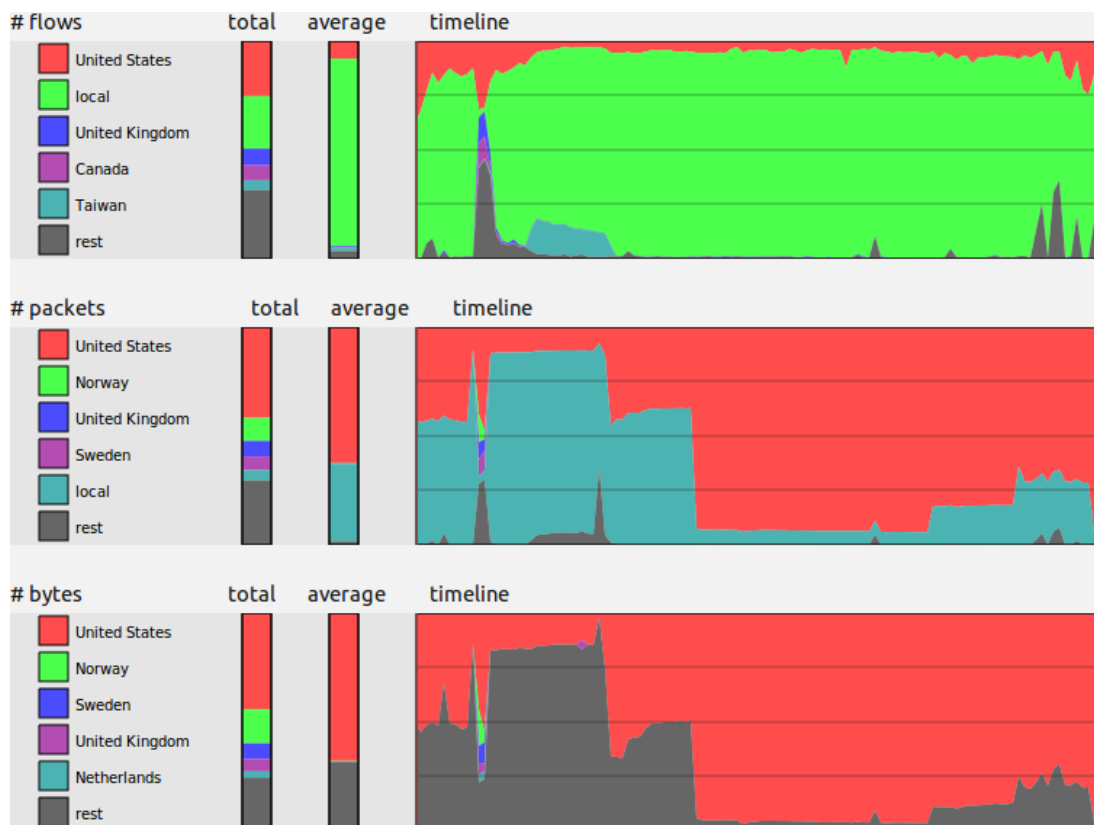 # flows total average timeline
United States
local
United Kingdom
Canada
Taiwan
rest
# packets total average timeline
United States
Norway
United Kingdom
Sweden
local
rest
# bytes total average timeline
United States
Norway
Sweden
United Kingdom
Netherlands
rest